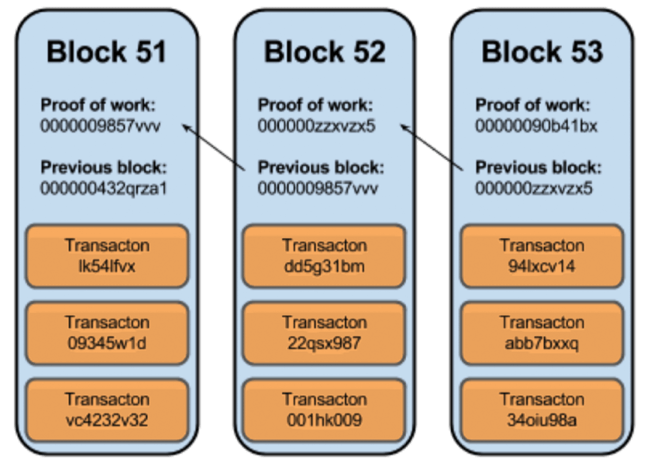 Block 51
Proof of work:
0000009857vvv
Previous block:
000000432qrza1
Transacton
lk54lfvx
Transacton
09345w1d
Transacton
vc4232v32
Block 52
Proof of work:
000000zzxvzx5
Previous block:
0000009857vvv
Transacton
dd5g31bm
Transacton
22qsx987
Transacton
001hk009
Block 53
Proof of work:
00000090b41bx
Previous block:
000000zzxvzx5
Transacton
94lxcv14
Transacton
abb7bxxq
Transacton
34oiu98a